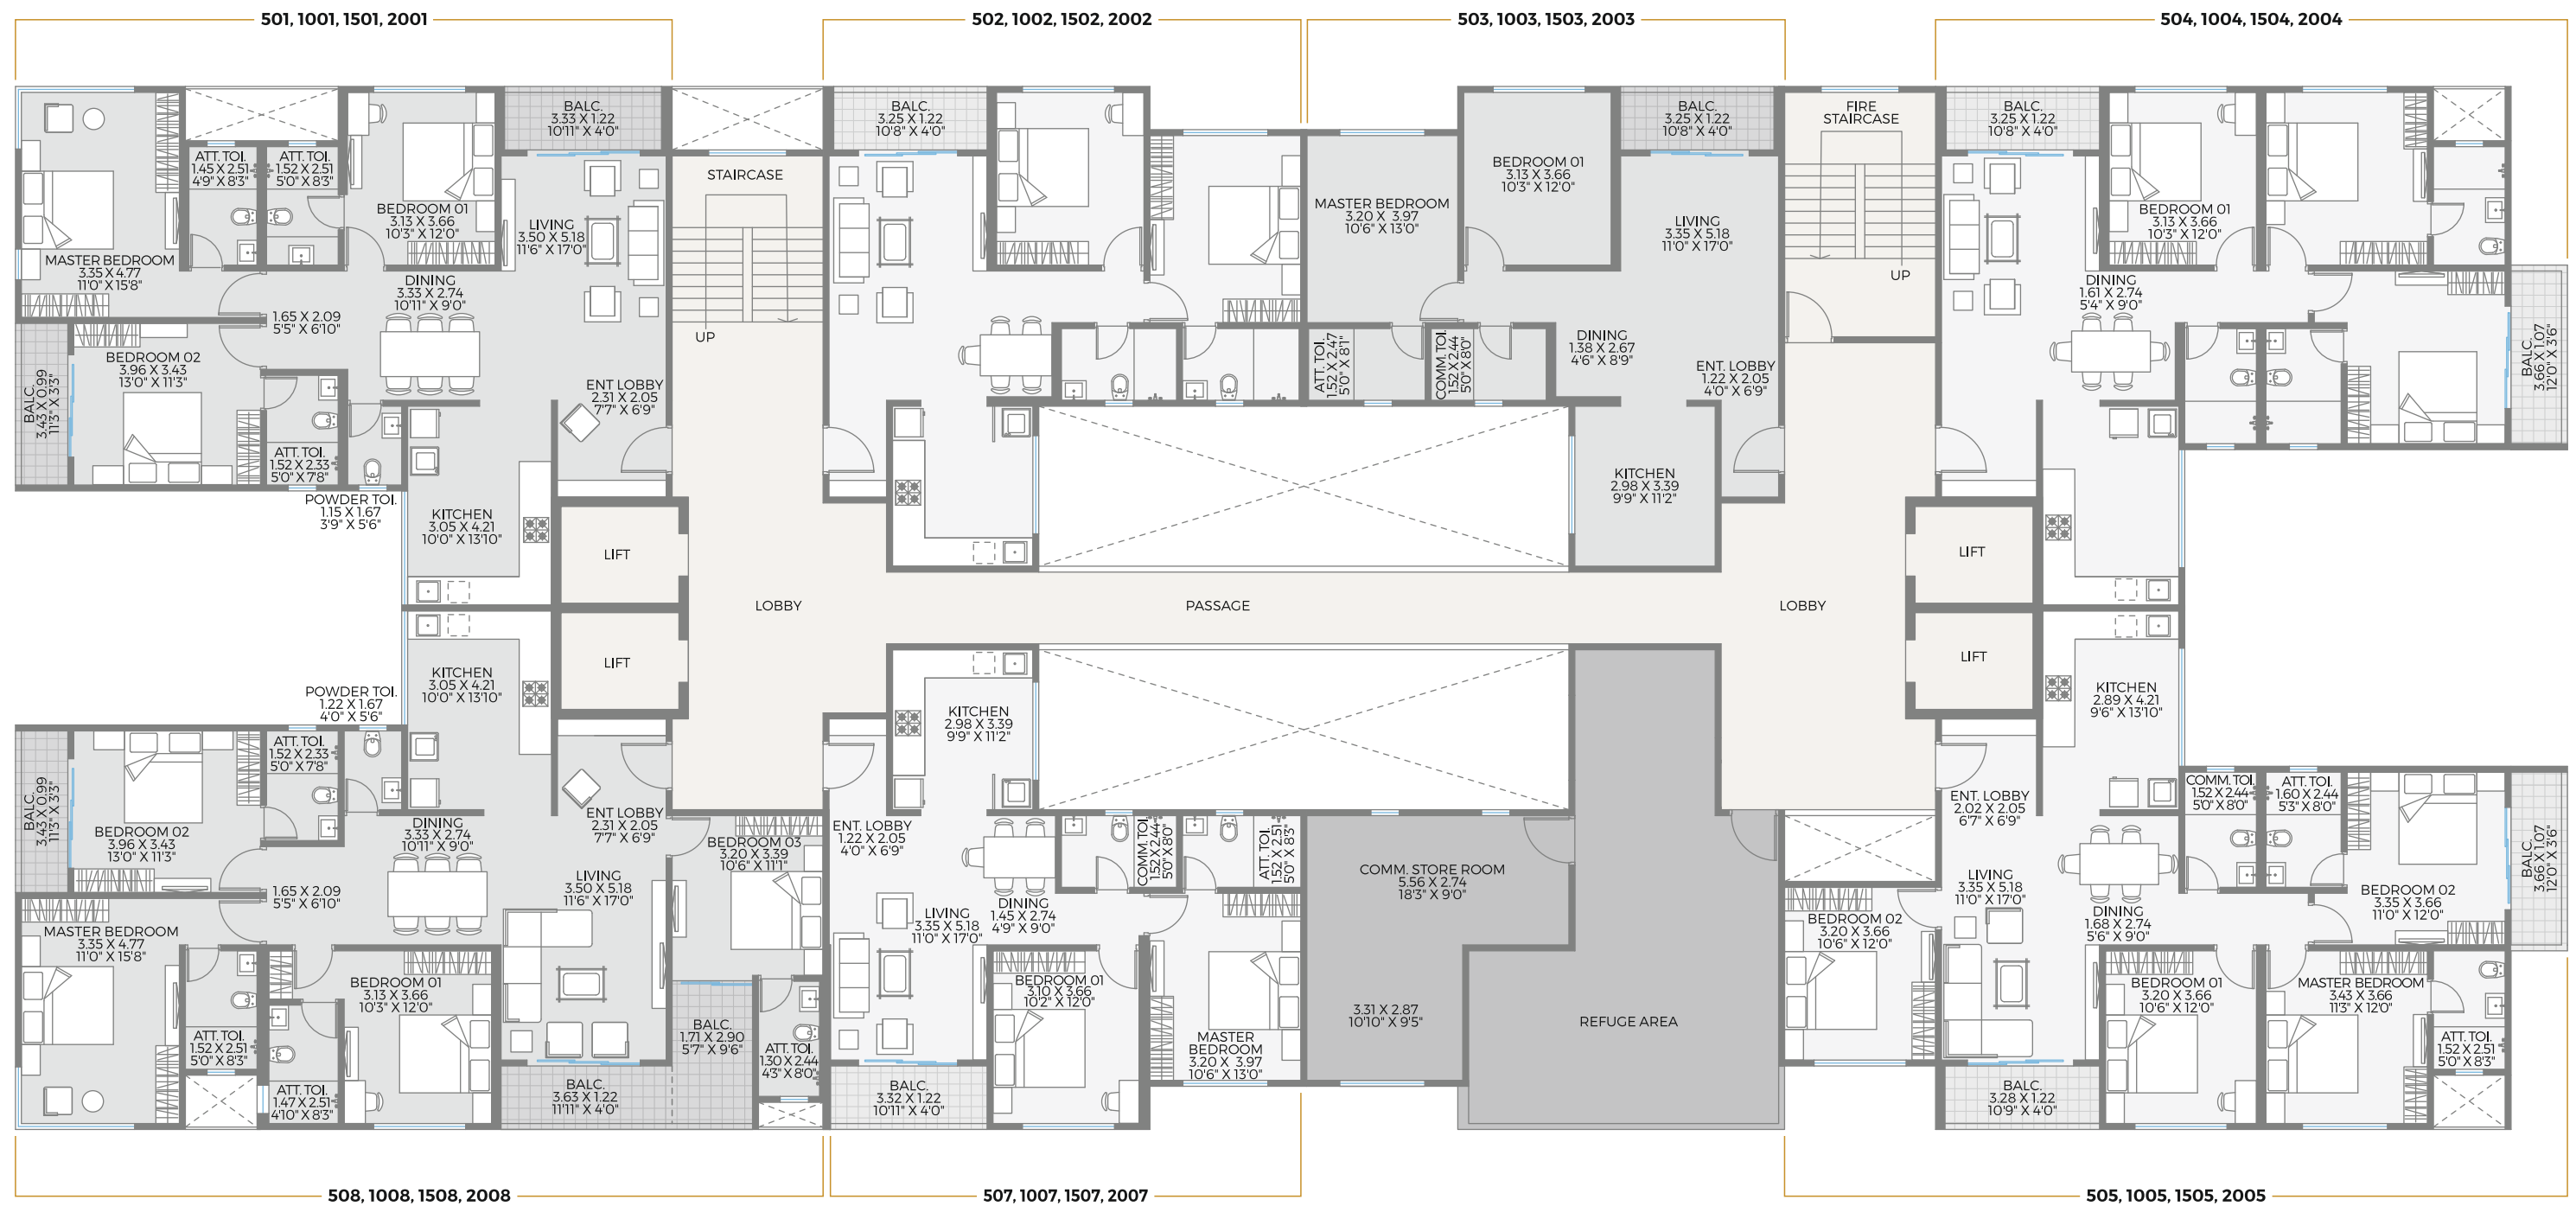 501, 1001, 1501, 2001
502, 1002, 1502, 2002
503, 1003, 1503, 2003
504, 1004, 1504, 2004
MASTER BEDROOM
3.35 X 4.77
11'0" X 15'8"
ATT. TOI.
1.45 X 2.51
4'9" X 8'3"
ATT. TOI.
1.52 X 2.51
5'0" X 8'3"
BEDROOM 01
3.13 X 3.66
10'3" X 12'0"
BALC.
3.33 X 1.22
10'11" X 4'0"
LIVING
3.50 X 5.18
11'6" X 17'0"
DINING
3.33 X 2.74
10'11" X 9'0"
1.65 X 2.09
5'5" X 6'10"
BEDROOM 02
3.96 X 3.43
13'0" X 11'3"
BALC.
3.43 X 0.99
11'3" X 3'3"
ATT. TOI.
1.52 X 2.33
5'0" X 7'8"
POWDER TOI.
1.15 X 1.67
3'9" X 5'6"
KITCHEN
3.05 X 4.21
10'0" X 13'10"
ENT LOBBY
2.31 X 2.05
7'7" X 6'9"
STAIRCASE
UP
LIFT
BALC.
3.25 X 1.22
10'8" X 4'0"
MASTER BEDROOM
3.20 X 3.97
10'6" X 13'0"
BEDROOM 01
3.13 X 3.66
10'3" X 12'0"
BALC.
3.25 X 1.22
10'8" X 4'0"
LIVING
3.35 X 5.18
11'0" X 17'0"
ATT. TOI.
1.52 X 2.47
5'0" X 8'1"
COMM. TOI.
1.52 X 2.44
5'0" X 8'0"
DINING
1.38 X 2.67
4'6" X 8'9"
ENT. LOBBY
1.22 X 2.05
4'0" X 6'9"
KITCHEN
2.98 X 3.39
9'9" X 11'2"
FIRE
STAIRCASE
UP
BALC.
3.25 X 1.22
10'8" X 4'0"
BEDROOM 01
3.13 X 3.66
10'3" X 12'0"
DINING
1.61 X 2.74
5'4" X 9'0"
BALC.
3.66 X 1.07
12'0" X 3'6"
LIFT
LOBBY
PASSAGE
LOBBY
LIFT
LIFT
KITCHEN
3.05 X 4.21
10'0" X 13'10"
POWDER TOI.
1.22 X 1.67
4'0" X 5'6"
ATT. TOI.
1.52 X 2.33
5'0" X 7'8"
BALC.
3.43 X 0.99
11'3" X 3'3"
BEDROOM 02
3.96 X 3.43
13'0" X 11'3"
DINING
3.33 X 2.74
10'11" X 9'0"
1.65 X 2.09
5'5" X 6'10"
ENT LOBBY
2.31 X 2.05
7'7" X 6'9"
LIVING
3.50 X 5.18
11'6" X 17'0"
BEDROOM 03
3.20 X 3.39
10'6" X 11'1"
MASTER BEDROOM
3.35 X 4.77
11'0" X 15'8"
BEDROOM 01
3.13 X 3.66
10'3" X 12'0"
ATT. TOI.
1.52 X 2.51
5'0" X 8'3"
ATT. TOI.
1.47 X 2.51
4'10" X 8'3"
BALC.
3.63 X 1.22
11'11" X 4'0"
BALC.
1.71 X 2.90
5'7" X 9'6"
ATT. TOI.
1.30 X 2.44
4'3" X 8'0"
KITCHEN
2.98 X 3.39
9'9" X 11'2"
ENT. LOBBY
1.22 X 2.05
4'0" X 6'9"
LIVING
3.35 X 5.18
11'0" X 17'0"
DINING
1.45 X 2.74
4'9" X 9'0"
COMM. TOI.
1.52 X 2.44
5'0" X 8'0"
ATT. TOI.
1.52 X 2.51
5'0" X 8'3"
BEDROOM 01
3.10 X 3.66
10'2" X 12'0"
MASTER
BEDROOM
3.20 X 3.97
10'6" X 13'0"
BALC.
3.32 X 1.22
10'11" X 4'0"
COMM. STORE ROOM
5.56 X 2.74
18'3" X 9'0"
3.31 X 2.87
10'10" X 9'5"
REFUGE AREA
KITCHEN
2.89 X 4.21
9'6" X 13'10"
ENT. LOBBY
2.02 X 2.05
6'7" X 6'9"
COMM. TOI.
1.52 X 2.44
5'0" X 8'0"
ATT. TOI.
1.60 X 2.44
5'3" X 8'0"
BALC.
3.66 X 1.07
12'0" X 3'6"
LIVING
3.35 X 5.18
11'0" X 17'0"
DINING
1.68 X 2.74
5'6" X 9'0"
BEDROOM 02
3.35 X 3.66
11'0" X 12'0"
BEDROOM 02
3.20 X 3.66
10'6" X 12'0"
BEDROOM 01
3.20 X 3.66
10'6" X 12'0"
MASTER BEDROOM
3.43 X 3.66
11'3" X 12'0"
ATT. TOI.
1.52 X 2.51
5'0" X 8'3"
BALC.
3.28 X 1.22
10'9" X 4'0"
508, 1008, 1508, 2008
507, 1007, 1507, 2007
505, 1005, 1505, 2005